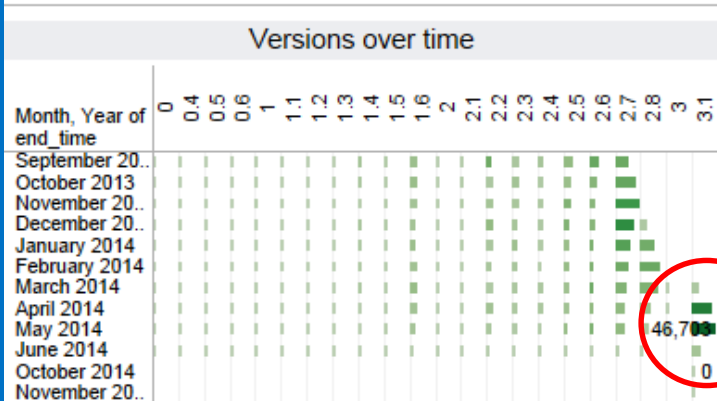 Versions over time
Month, Year of end_time
0 0.4 0.5 0.6 1 1.1 1.2 1.3 1.4 1.5 1.6 2 2.1 2.2 2.3 2.4 2.5 2.6 2.7 2.8 3 3.1
September 20..
October 2013
November 20..
December 20..
January 2014
February 2014
March 2014
April 2014
May 2014 46,703
June 2014
October 2014 0
November 20..